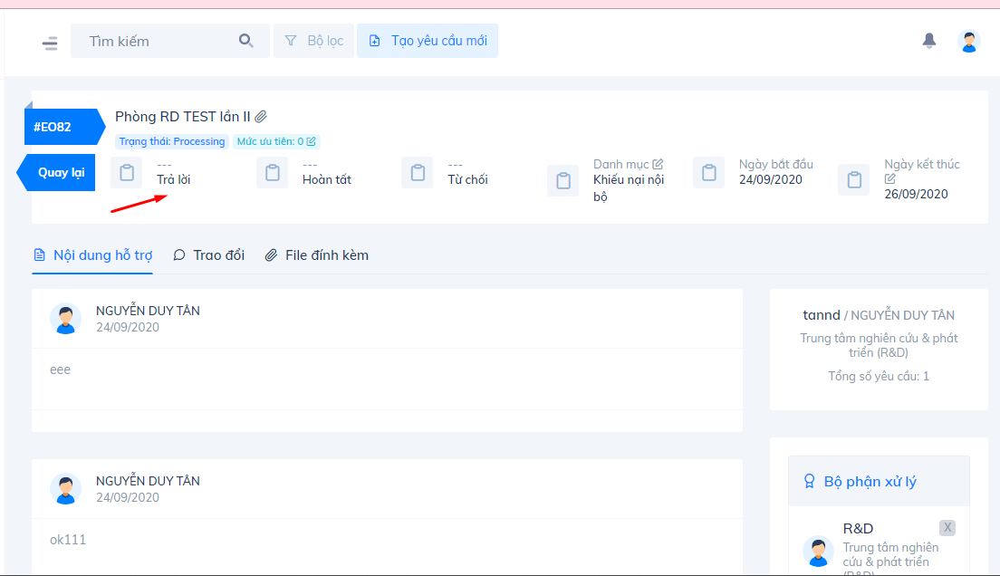 Tìm kiếm
Bộ lọc
Tạo yêu cầu mới
#EO82
Phòng RD TEST lần II
Trạng thái: Processing
Mức ưu tiên: 0
Quay lại
---
Trả lời
---
Hoàn tất
---
Từ chối
Danh mục
Khiếu nại nội
bộ
Ngày bắt đầu
24/09/2020
Ngày kết thúc
26/09/2020
Nội dung hỗ trợ
Trao đổi
File đính kèm
NGUYỄN DUY TÂN
24/09/2020
eee
NGUYỄN DUY TÂN
24/09/2020
ok111
tannd / NGUYỄN DUY TÂN
Trung tâm nghiên cứu & phát
triển (R&D)
Tổng số yêu cầu: 1
Bộ phận xử lý
R&D
X
Trung tâm nghiên
cứu & phát triển
(R&D)